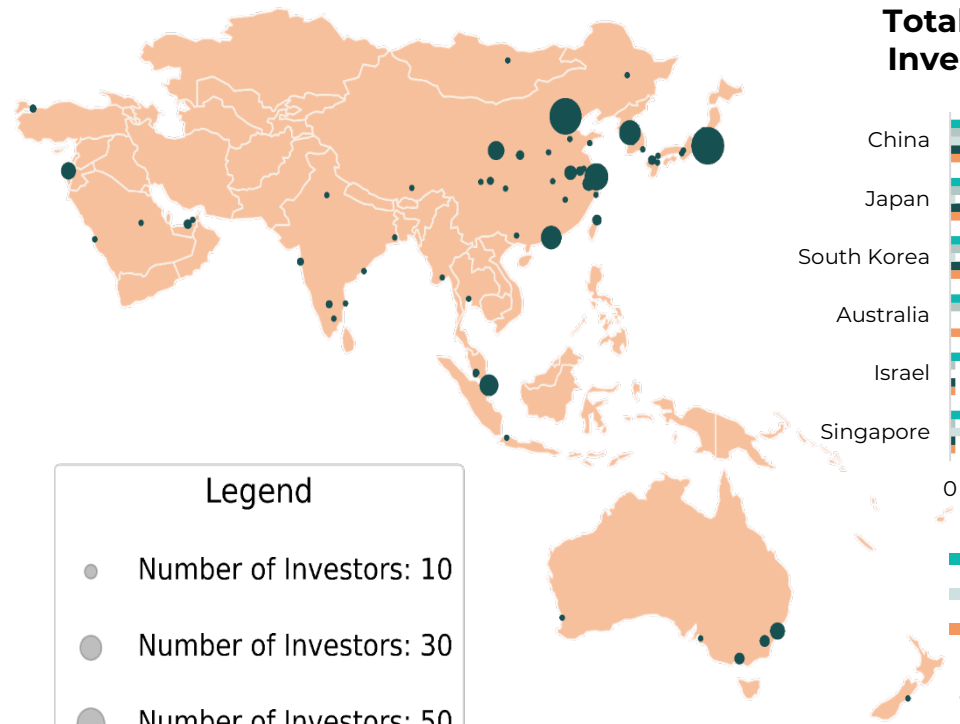 Total
Inve
China
Japan
South Korea
Australia
Israel
Singapore
0
Legend
Number of Investors: 10
Number of Investors: 30
Number of Investors: 50